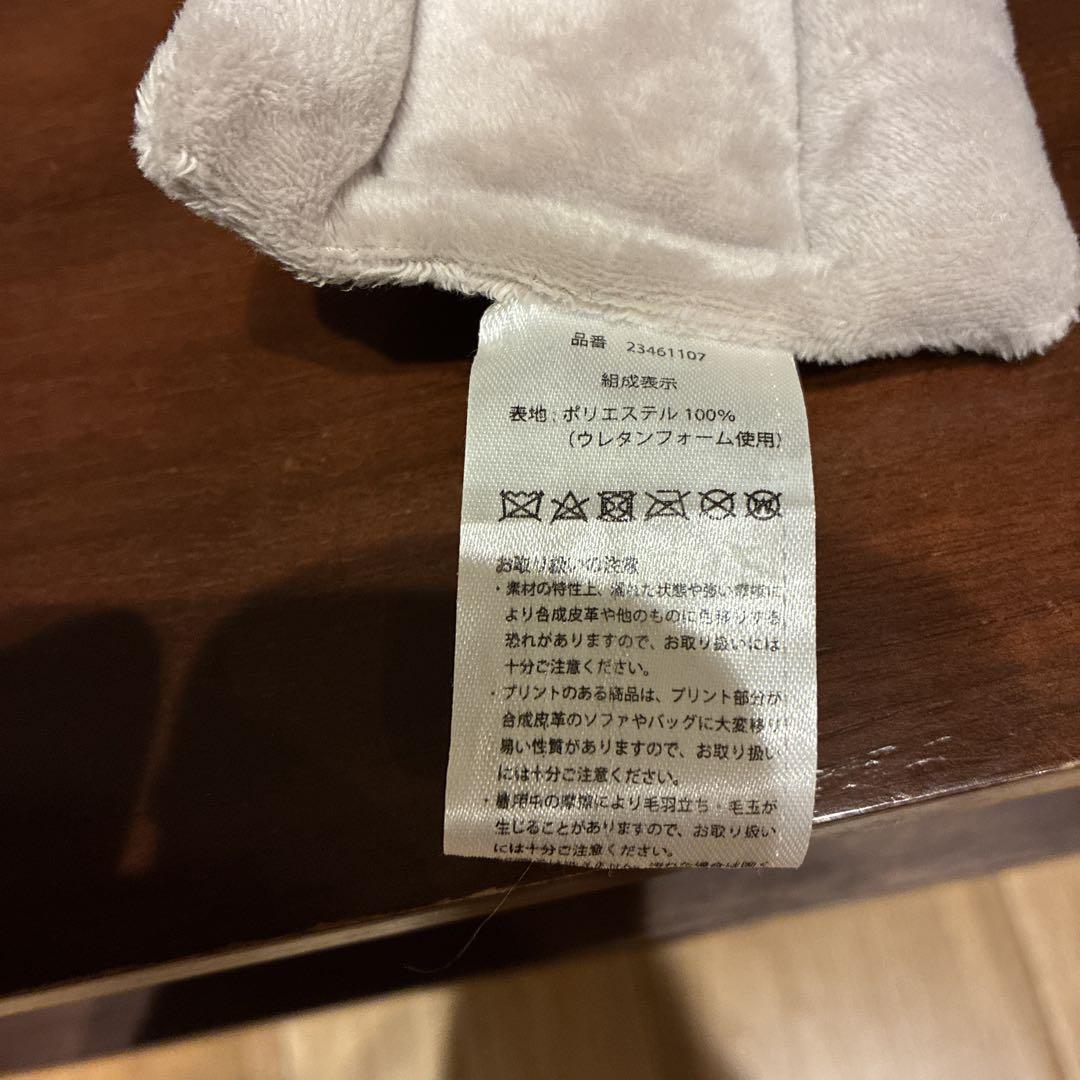 品番 23461107
組成表示
表地:ポリエステル100%
(ウレタンフォーム使用)
お取り扱いの注意
・素材の特性上、濡れた状態や強い摩擦に
より合成皮革や他のものに色移りする
恐れがありますので、お取り扱いには
十分ご注意ください。
・プリントのある商品は、プリント部分が
合成皮革のソファやバッグに大変移り
易い性質がありますので、お取り扱い
には十分ご注意ください。
・着用中の摩擦により毛羽立ち・毛玉が
生じることがありますので、お取り扱い
には十分ご注意ください。